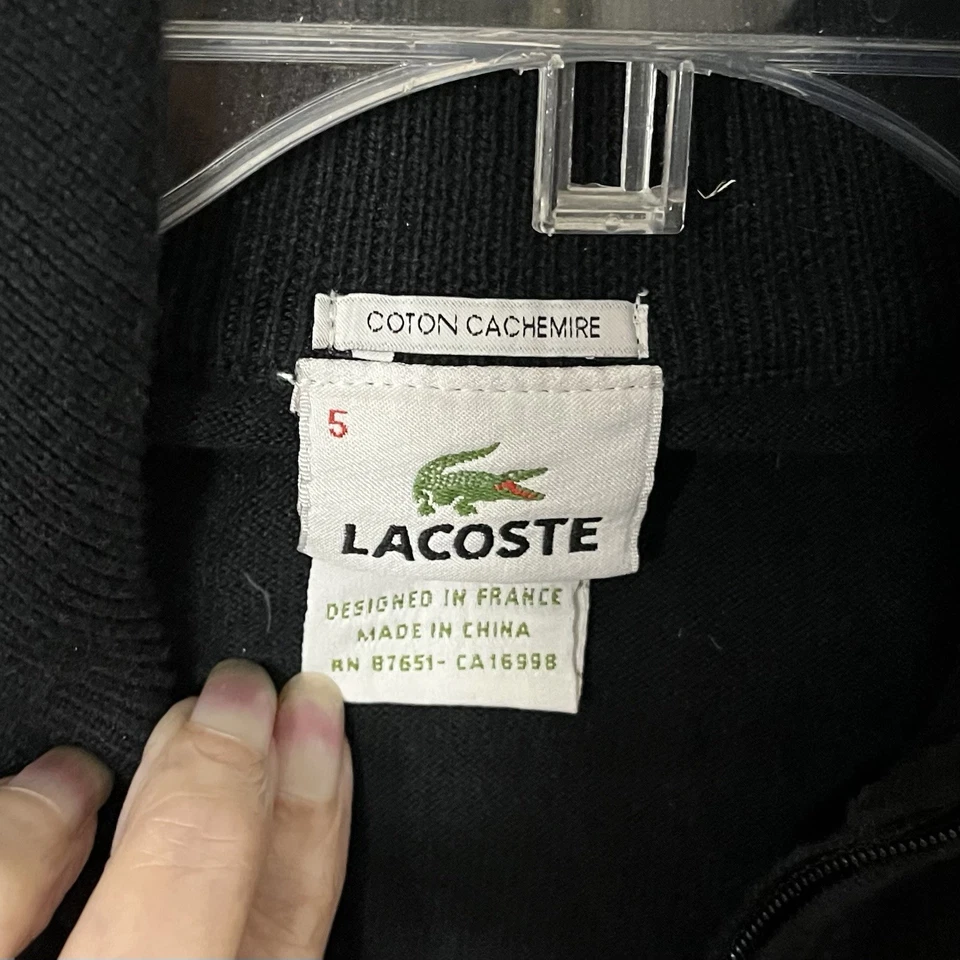 COTON CACHEMIRE
5
LACOSTE
DESIGNED IN FRANCE
MADE IN CHINA
RN 87651- CA16998